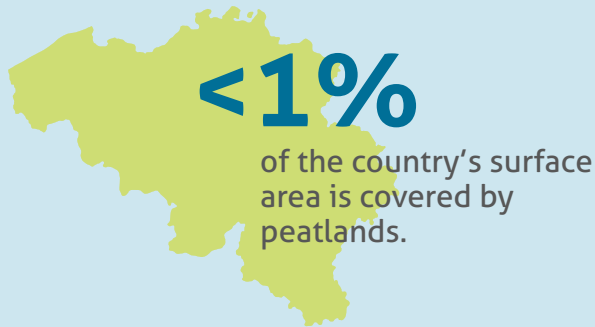 <1%
of the country's surface
area is covered by
peatlands.